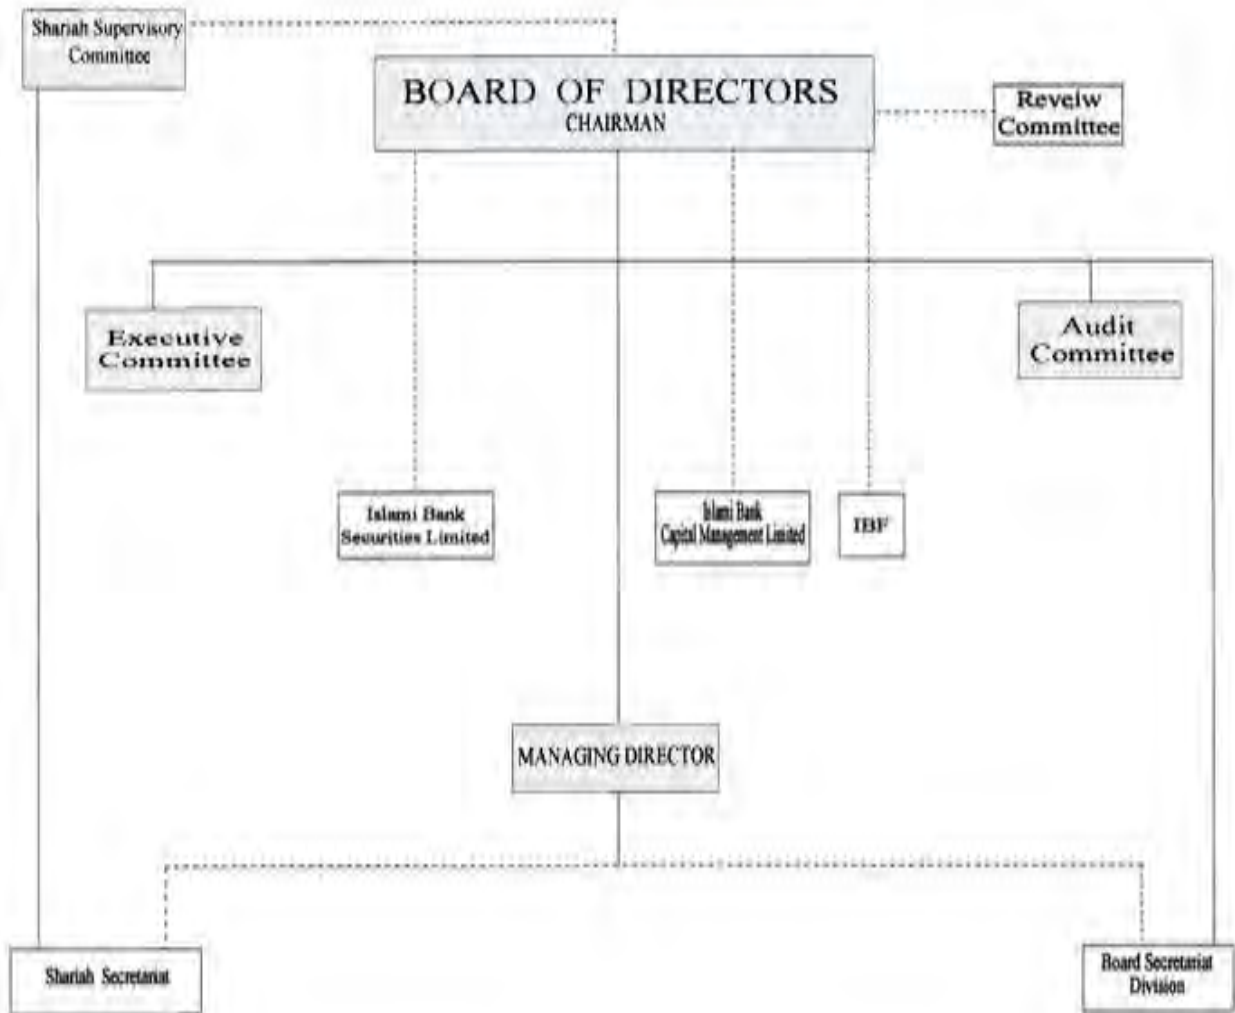 Shariah Supervisory
Committee
BOARD OF DIRECTORS
CHAIRMAN
Reveiw
Committee
Executive
Committee
Audit
Committee
Islami Bank
Securities Limited
Islami Bank
Capital Management Limited
IBF
MANAGING DIRECTOR
Shariah Secretariat
Board Secretariat
Division